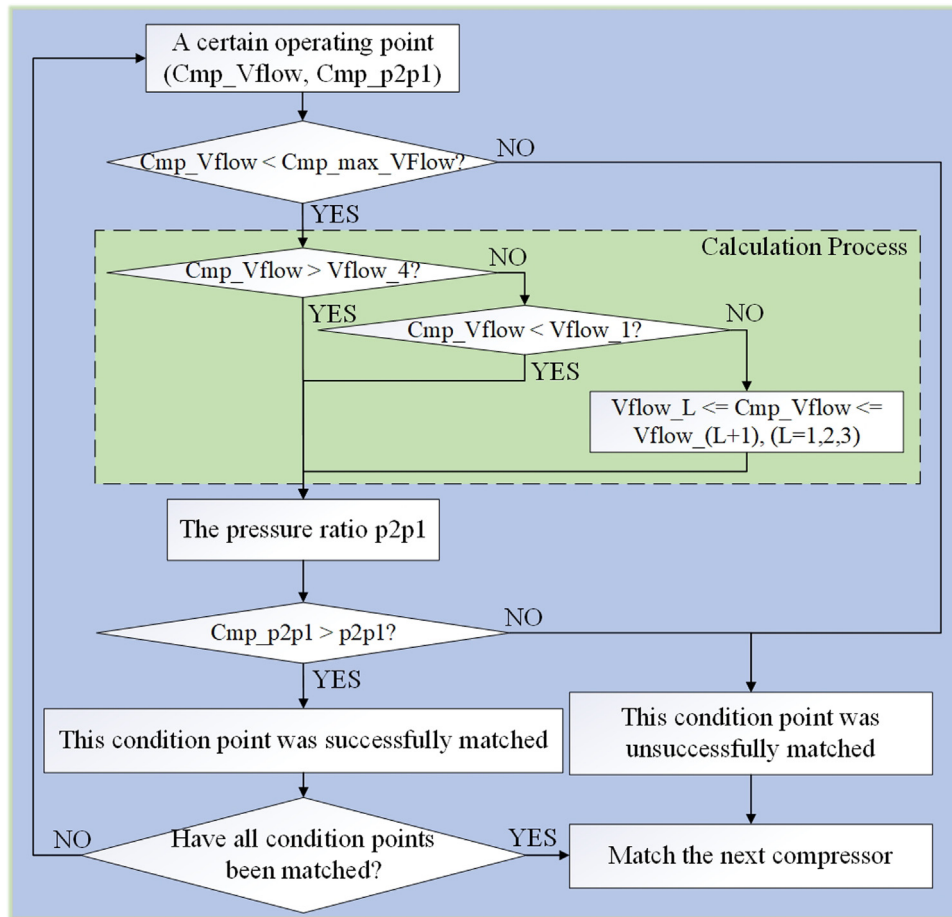 A certain operating point
(Cmp_Vflow, Cmp_p2p1)
Cmp_Vflow < Cmp_max_VFlow?
NO
YES
Calculation Process
Cmp_Vflow > Vflow_4?
NO
YES
Cmp_Vflow < Vflow_1?
NO
YES
Vflow_L <= Cmp_Vflow <=
Vflow_(L+1), (L=1,2,3)
The pressure ratio p2p1
Cmp_p2p1 > p2p1?
NO
YES
This condition point was successfully matched
This condition point was
unsuccessfully matched
NO
Have all condition points
been matched?
YES
Match the next compressor